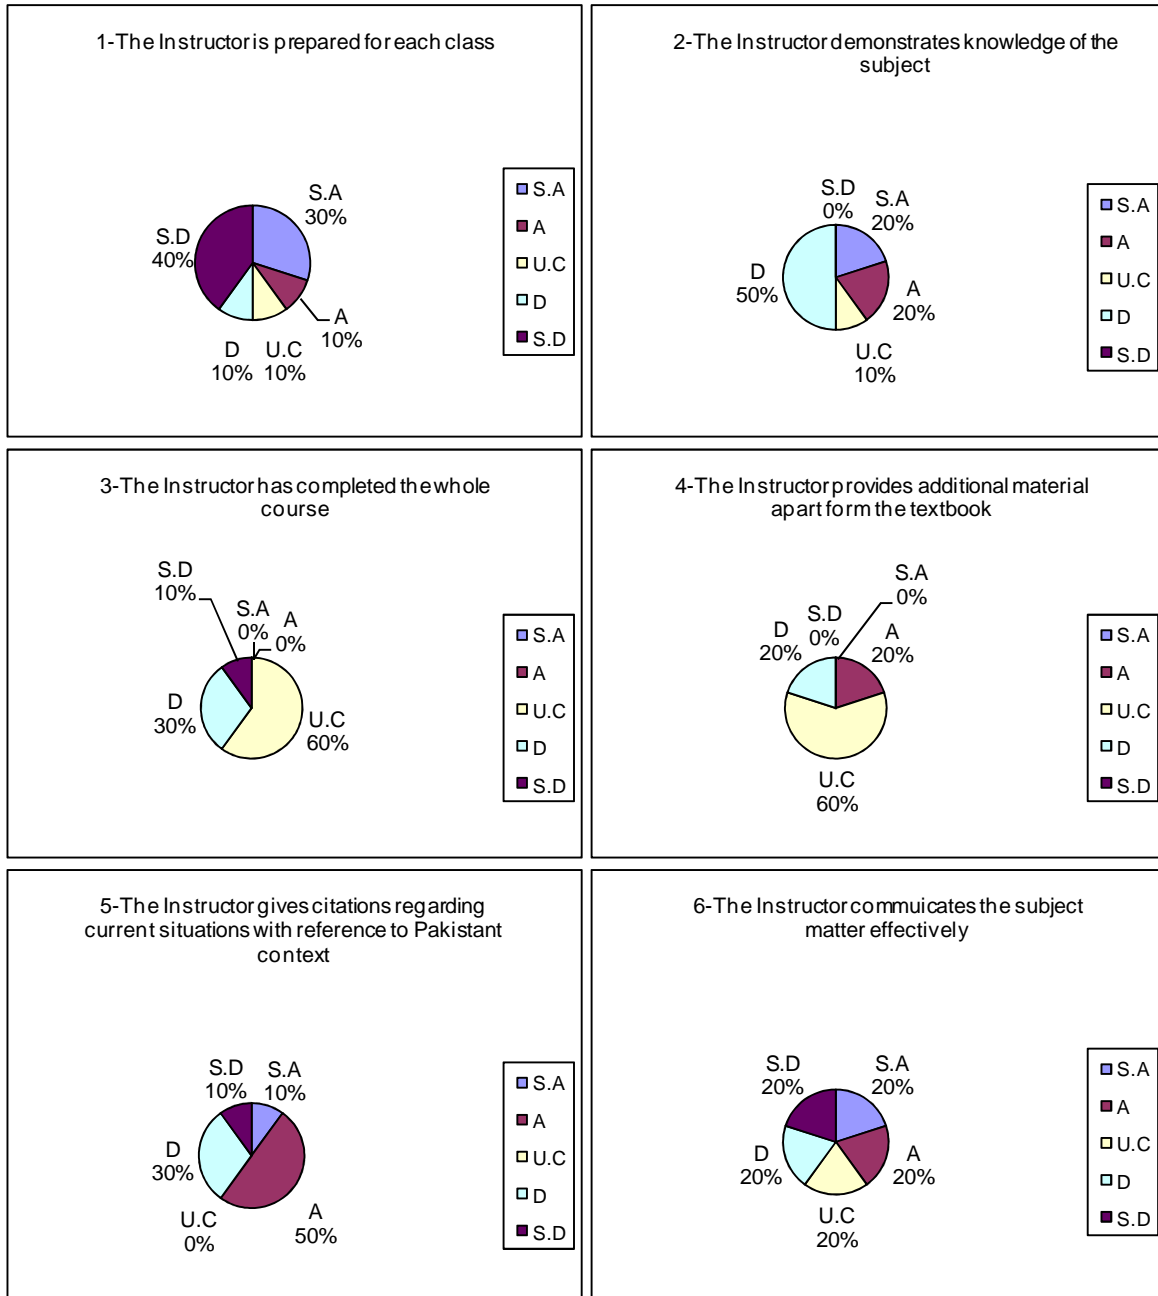 1-The Instructor is prepared for each class
S.A
30%
S.D
40%
A
10%
D
10%
U.C
10%
S.A
A
U.C
D
S.D
2-The Instructor demonstrates knowledge of the
subject
S.D
0%
S.A
20%
D
50%
A
20%
U.C
10%
S.A
A
U.C
D
S.D
3-The Instructor has completed the whole
course
S.D
10%
S.A
0%
A
0%
D
30%
U.C
60%
S.A
A
U.C
D
S.D
4-The Instructor provides additional material
apart form the textbook
S.A
0%
D
20%
S.D
0%
A
20%
U.C
60%
S.A
A
U.C
D
S.D
5-The Instructor gives citations regarding
current situations with reference to Pakistant
context
S.D
10%
S.A
10%
D
30%
U.C
0%
A
50%
S.A
A
U.C
D
S.D
6-The Instructor commuicates the subject
matter effectively
S.D
20%
S.A
20%
D
20%
A
20%
U.C
20%
S.A
A
U.C
D
S.D